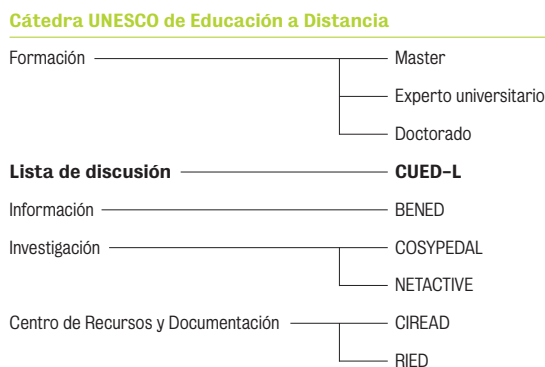 Cátedra UNESCO de Educación a Distancia
Formación Master
Experto universitario
Doctorado
Lista de discusión CUED-L
Información BENED
Investigación COSYPEDAL
NETACTIVE
Centro de Recursos y Documentación CIREAD
RIED